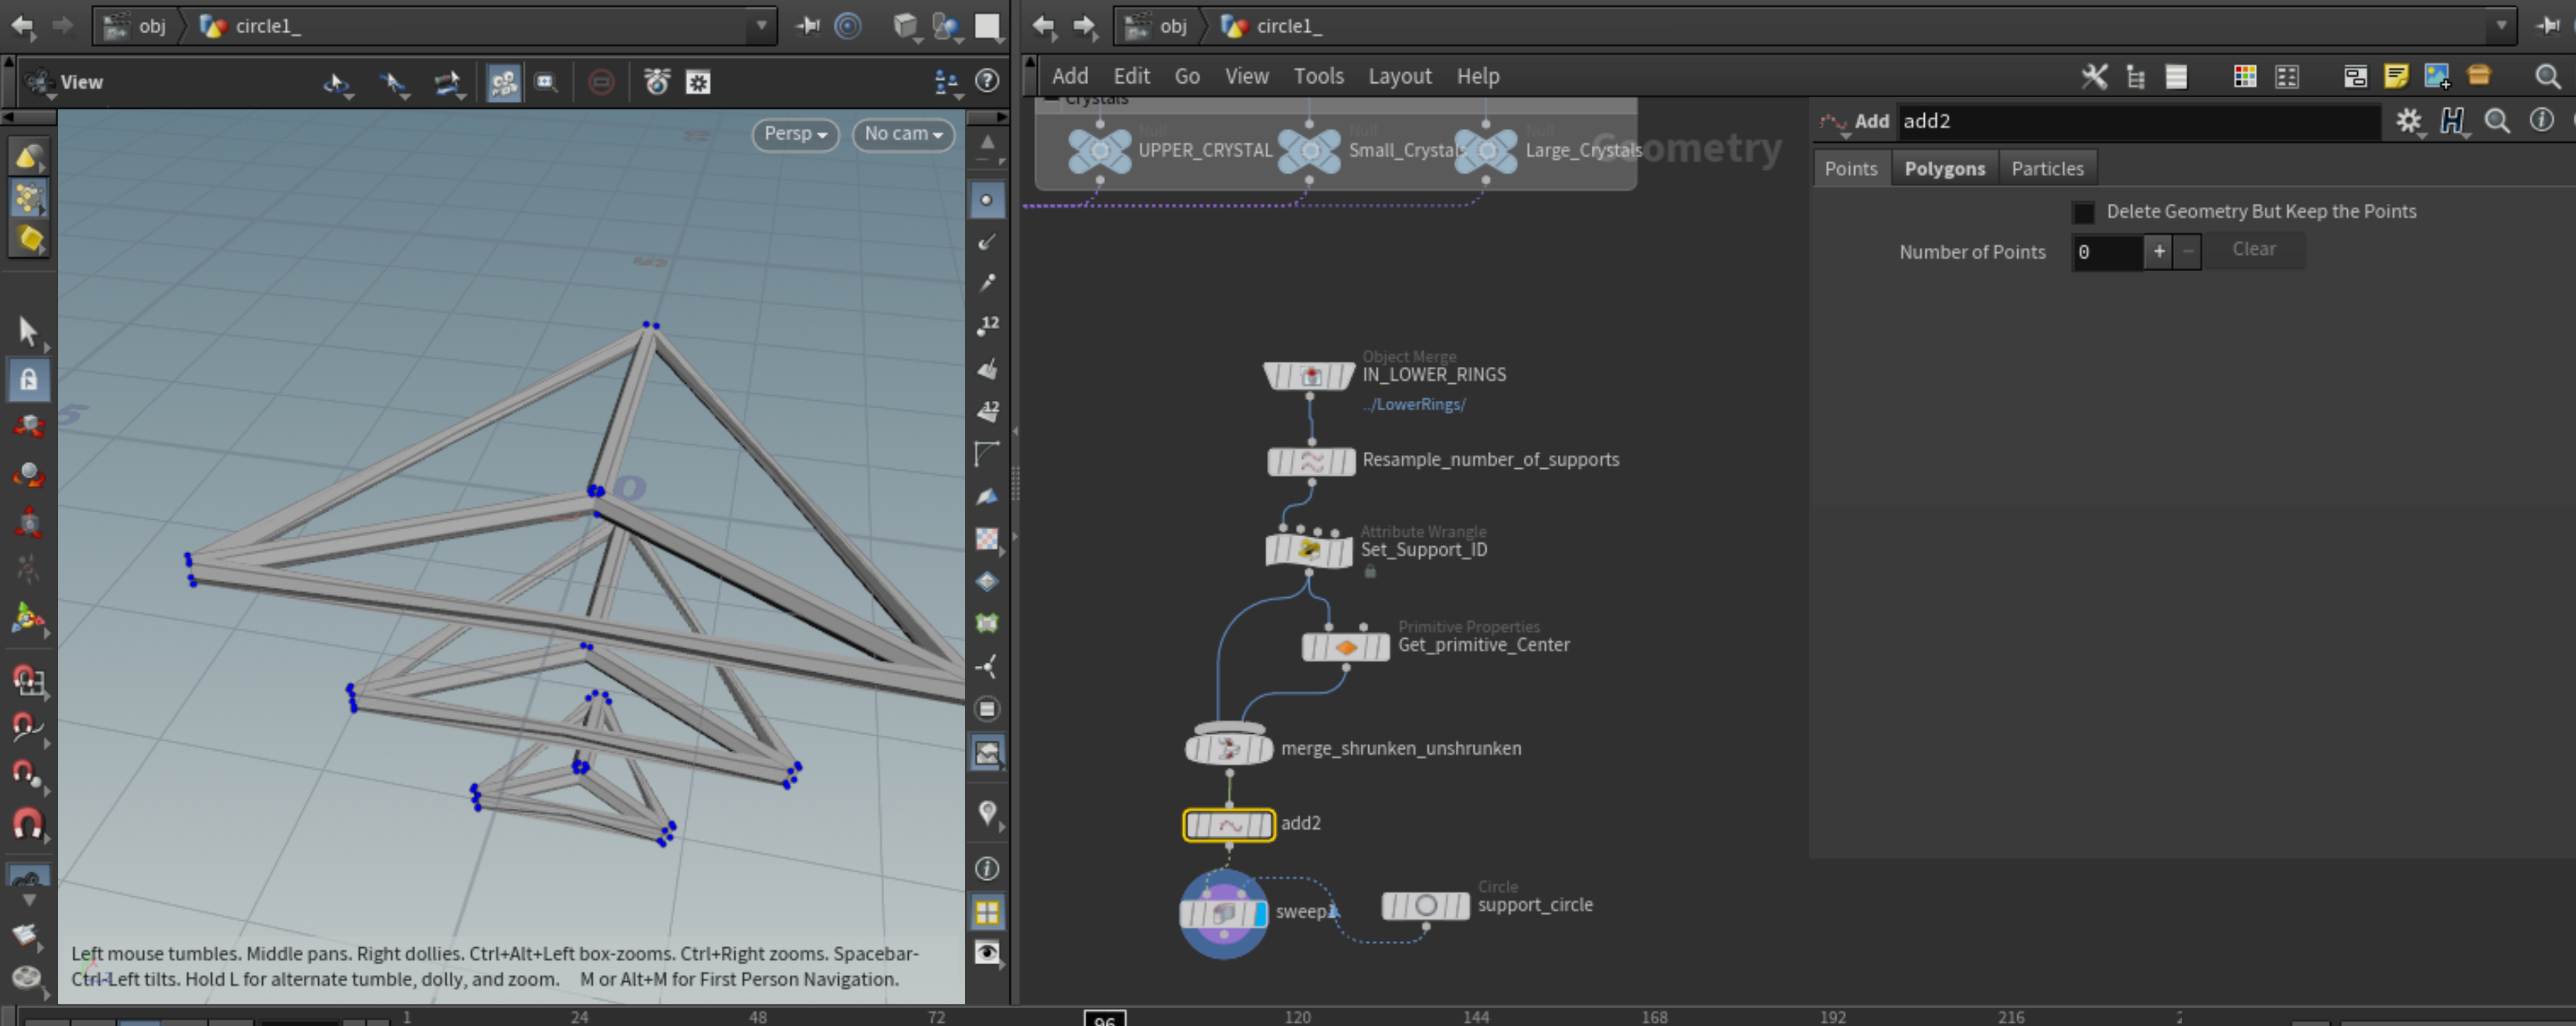 obj circle1_
obj circle1_
View
Add Edit Go View Tools Layout Help
Persp
No cam
Crystals
Null
UPPER_CRYSTAL
Null
Small_Crystals
Null
Large_Crystals
Geometry
Add add2
Points Polygons Particles
Delete Geometry But Keep the Points
Number of Points 0 + - Clear
12
12
5
0
5
Object Merge
IN_LOWER_RINGS
../LowerRings/
Resample_number_of_supports
Attribute Wrangle
Set_Support_ID
Primitive Properties
Get_primitive_Center
merge_shrunken_unshrunken
add2
sweep1
Circle
support_circle
Left mouse tumbles. Middle pans. Right dollies. Ctrl+Alt+Left box-zooms. Ctrl+Right zooms. Spacebar-
Ctrl-Left tilts. Hold L for alternate tumble, dolly, and zoom. M or Alt+M for First Person Navigation.
1 24 48 72 96 120 144 168 192 216